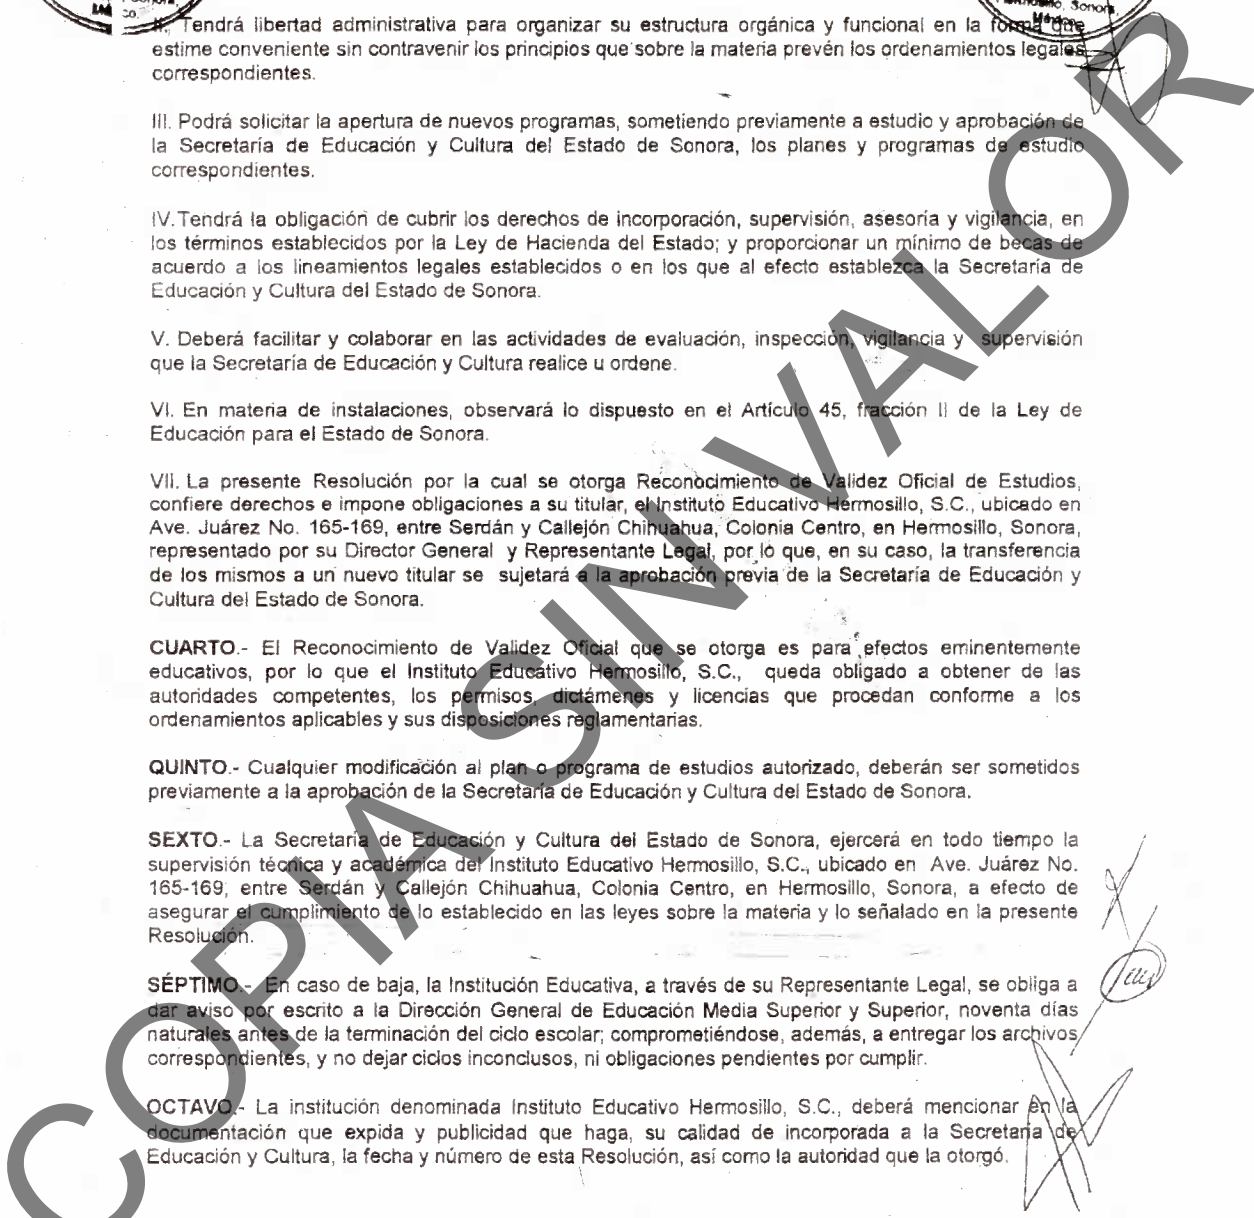 Sonora,
co.
Hermosillo, Sonora,
México
II. Tendrá libertad administrativa para organizar su estructura orgánica y funcional en la forma que
estime conveniente sin contravenir los principios que sobre la materia prevén los ordenamientos legales
correspondientes.
III. Podrá solicitar la apertura de nuevos programas, sometiendo previamente a estudio y aprobación de
la Secretaría de Educación y Cultura del Estado de Sonora, los planes y programas de estudio
correspondientes.
IV. Tendrá la obligación de cubrir los derechos de incorporación, supervisión, asesoría y vigilancia, en
los términos establecidos por la Ley de Hacienda del Estado; y proporcionar un mínimo de becas de
acuerdo a los lineamientos legales establecidos o en los que al efecto establezca la Secretaría de
Educación y Cultura del Estado de Sonora.
V. Deberá facilitar y colaborar en las actividades de evaluación, inspección, vigilancia y supervisión
que la Secretaría de Educación y Cultura realice u ordene.
VI. En materia de instalaciones, observará lo dispuesto en el Artículo 45, fracción II de la Ley de
Educación para el Estado de Sonora.
VII. La presente Resolución por la cual se otorga Reconocimiento de Validez Oficial de Estudios,
confiere derechos e impone obligaciones a su titular, el Instituto Educativo Hermosillo, S.C., ubicado en
Ave. Juárez No. 165-169, entre Serdán y Callejón Chihuahua, Colonia Centro, en Hermosillo, Sonora,
representado por su Director General y Representante Legal, por lo que, en su caso, la transferencia
de los mismos a un nuevo titular se sujetará a la aprobación previa de la Secretaría de Educación y
Cultura del Estado de Sonora.
CUARTO.- El Reconocimiento de Validez Oficial que se otorga es para efectos eminentemente
educativos, por lo que el Instituto Educativo Hermosillo, S.C., queda obligado a obtener de las
autoridades competentes, los permisos, dictámenes y licencias que procedan conforme a los
ordenamientos aplicables y sus disposiciones reglamentarias.
QUINTO.- Cualquier modificación al plan o programa de estudios autorizado, deberán ser sometidos
previamente a la aprobación de la Secretaría de Educación y Cultura del Estado de Sonora.
SEXTO.- La Secretaría de Educación y Cultura del Estado de Sonora, ejercerá en todo tiempo la
supervisión técnica y académica del Instituto Educativo Hermosillo, S.C., ubicado en Ave. Juárez No.
165-169, entre Serdán y Callejón Chihuahua, Colonia Centro, en Hermosillo, Sonora, a efecto de
asegurar el cumplimiento de lo establecido en las leyes sobre la materia y lo señalado en la presente
Resolución.
SÉPTIMO.- En caso de baja, la Institución Educativa, a través de su Representante Legal, se obliga a
dar aviso por escrito a la Dirección General de Educación Media Superior y Superior, noventa días
naturales antes de la terminación del ciclo escolar; comprometiéndose, además, a entregar los archivos
correspondientes, y no dejar ciclos inconclusos, ni obligaciones pendientes por cumplir.
OCTAVO.- La institución denominada Instituto Educativo Hermosillo, S.C., deberá mencionar en la
documentación que expida y publicidad que haga, su calidad de incorporada a la Secretaría de
Educación y Cultura, la fecha y número de esta Resolución, así como la autoridad que la otorgó.
COPIA SIN VALOR